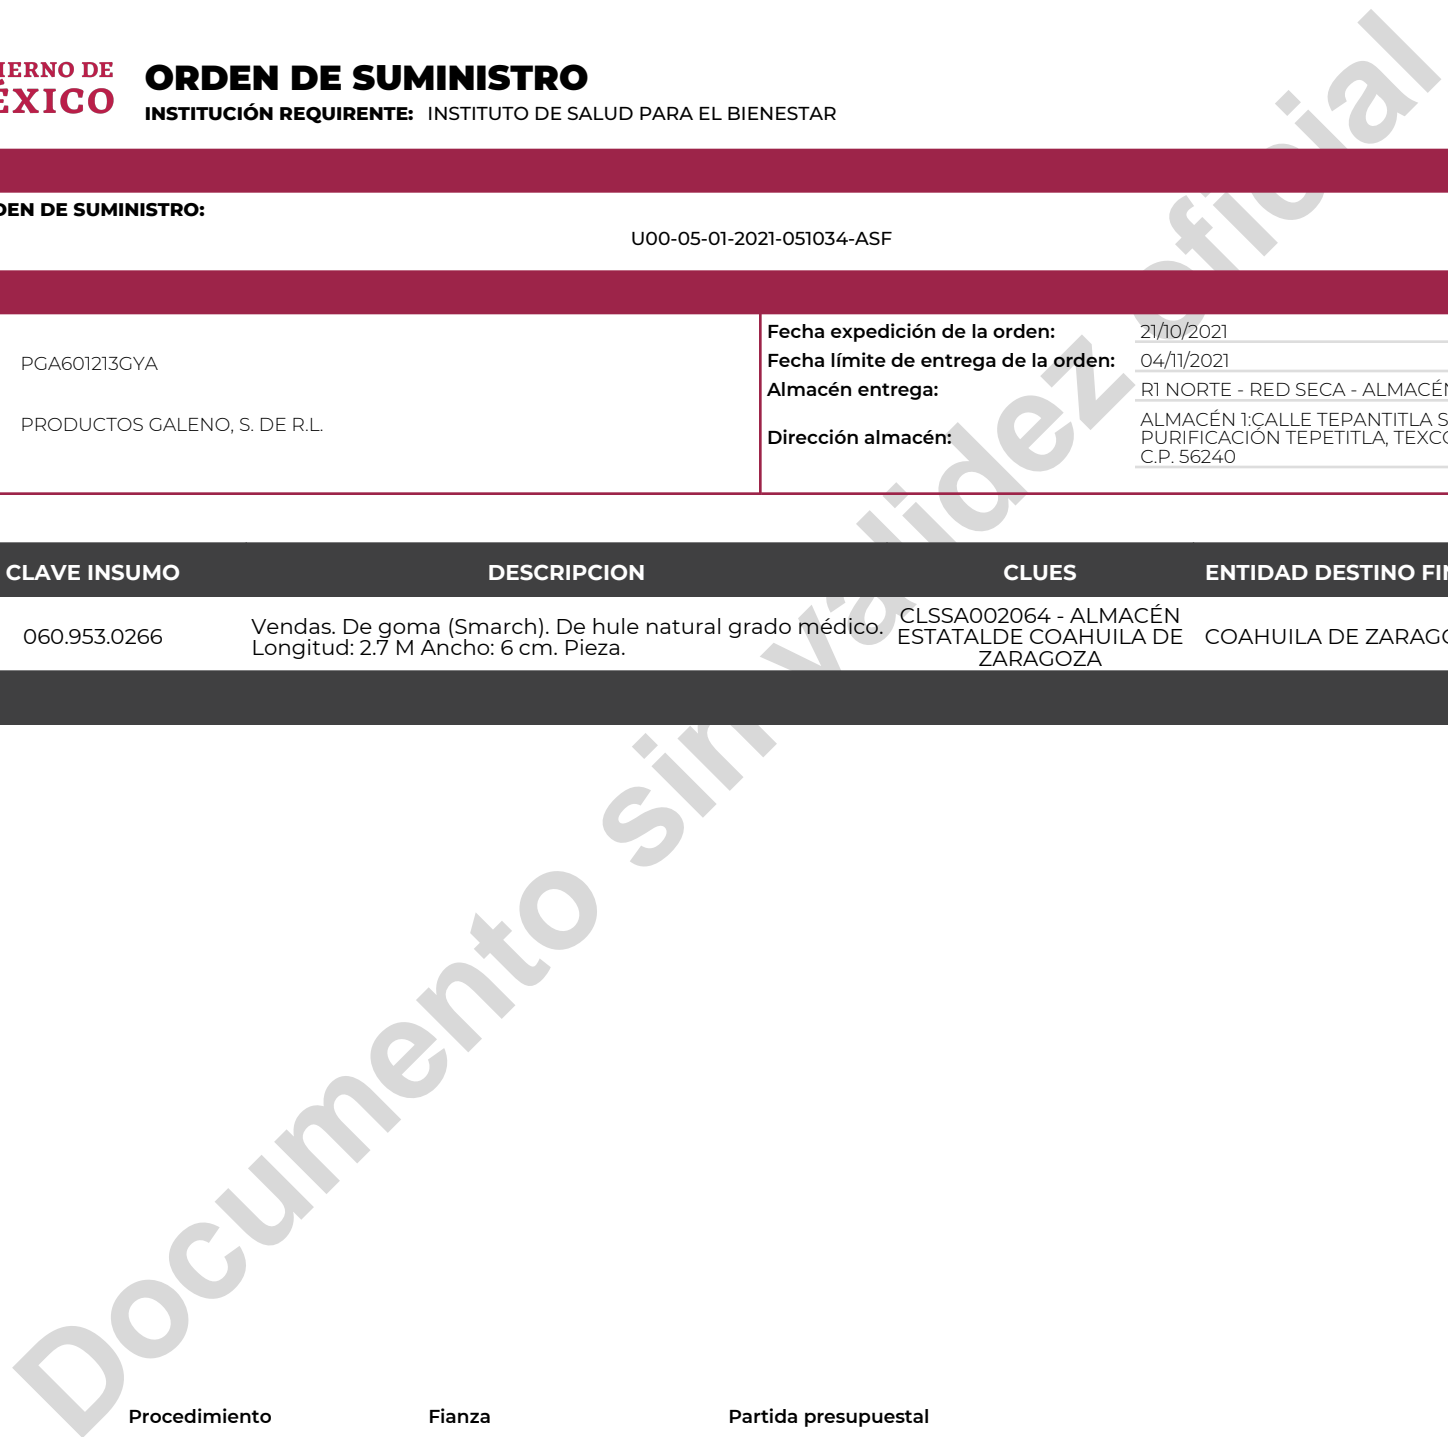 IERNO DE
ÉXICO
ORDEN DE SUMINISTRO
INSTITUCIÓN REQUIRENTE: INSTITUTO DE SALUD PARA EL BIENESTAR
DEN DE SUMINISTRO:
U00-05-01-2021-051034-ASF
PGA601213GYA
PRODUCTOS GALENO, S. DE R.L.
Fecha expedición de la orden: 21/10/2021
Fecha límite de entrega de la orden: 04/11/2021
Almacén entrega: R1 NORTE - RED SECA - ALMACÉN
Dirección almacén: ALMACÉN 1:CALLE TEPANTITLA S
PURIFICACIÓN TEPETITLA, TEXCO
C.P. 56240
CLAVE INSUMO DESCRIPCION CLUES ENTIDAD DESTINO FIN
060.953.0266
Vendas. De goma (Smarch). De hule natural grado médico.
Longitud: 2.7 M Ancho: 6 cm. Pieza.
CLSSA002064 - ALMACÉN
ESTATALDE COAHUILA DE
ZARAGOZA
COAHUILA DE ZARAGO
Documento sin validez oficial
Procedimiento Fianza Partida presupuestal